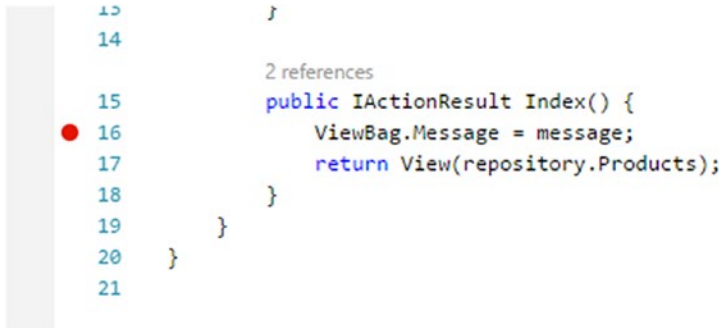 13 }
14
2 references
15 public IActionResult Index() {
16 ViewBag.Message = message;
17 return View(repository.Products);
18 }
19 }
20 }
21